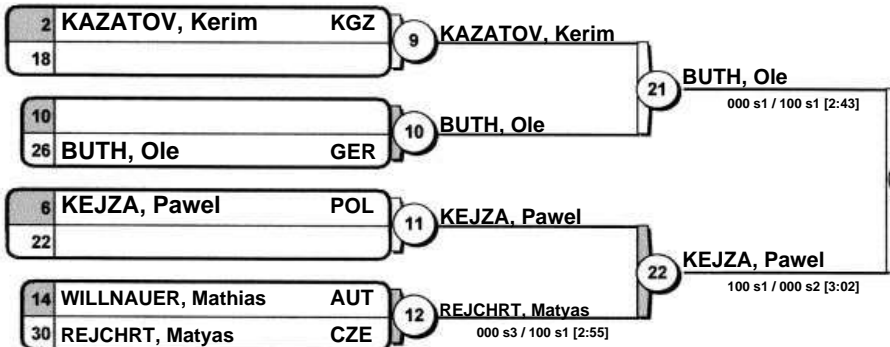 2 KAZATOV, Kerim KGZ
18
9 KAZATOV, Kerim
10
26 BUTH, Ole GER
10 BUTH, Ole
21 BUTH, Ole
000 s1 / 100 s1 [2:43]
6 KEJZA, Pawel POL
22
11 KEJZA, Pawel
14 WILLNAUER, Mathias AUT
30 REJCHRT, Matyas CZE
12 REJCHRT, Matyas
000 s3 / 100 s1 [2:55]
22 KEJZA, Pawel
100 s1 / 000 s2 [3:02]